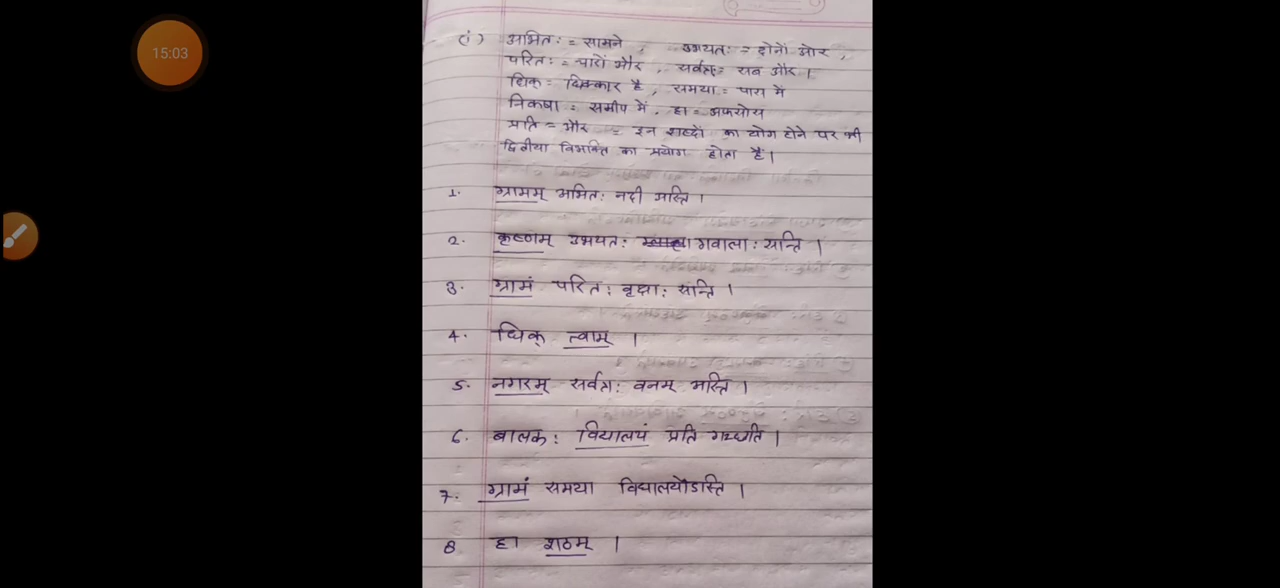 15:03
(i) अभितः = सामने, उभयतः = दोनों ओर,
परितः = चारों ओर, सर्वतः = सब ओर।
धिक् = धिक्कार है, समया = पास में
निकषा = समीप में, हा = अफसोस
प्रति = ओर = इन शब्दों का योग होने पर भी
द्वितीया विभक्ति का प्रयोग होता है।
1. ग्रामम् अभितः नदी अस्ति।
2. कृष्णम् उभयतः गवालाः सन्ति।
3. ग्रामं परितः वृक्षाः सन्ति।
4. धिक् त्वाम्।
5. नगरम् सर्वतः वनम् अस्ति।
6. बालकः विद्यालयं प्रति गच्छति।
7. ग्रामं समया विद्यालयोऽस्ति।
8 हा शठम्।